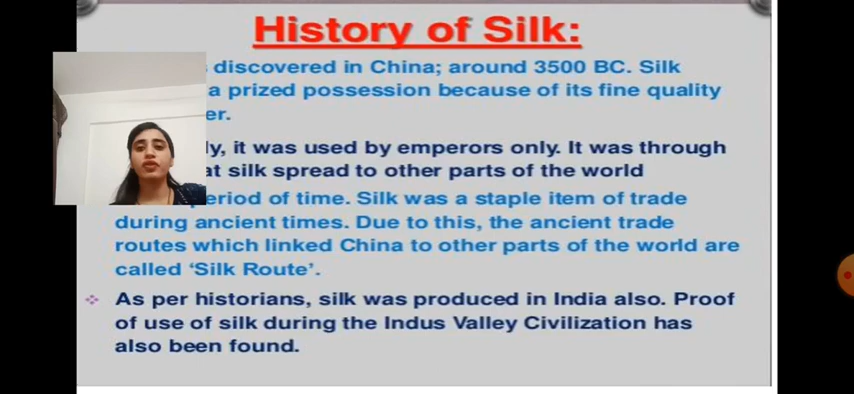 History of Silk:
discovered in China; around 3500 BC. Silk
a prized possession because of its fine quality
it was used by emperors only. It was through
silk spread to other parts of the world
period of time. Silk was a staple item of trade
during ancient times. Due to this, the ancient trade
routes which linked China to other parts of the world are
called ‘Silk Route’.
As per historians, silk was produced in India also. Proof
of use of silk during the Indus Valley Civilization has
also been found.